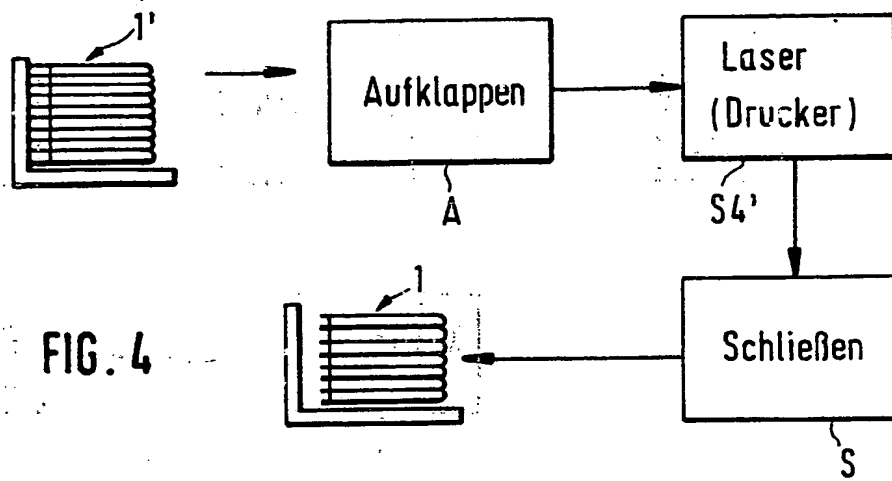 1'
Aufklappen
A
Laser
(Drucker)
S4'
1
FIG. 4
Schließen
S